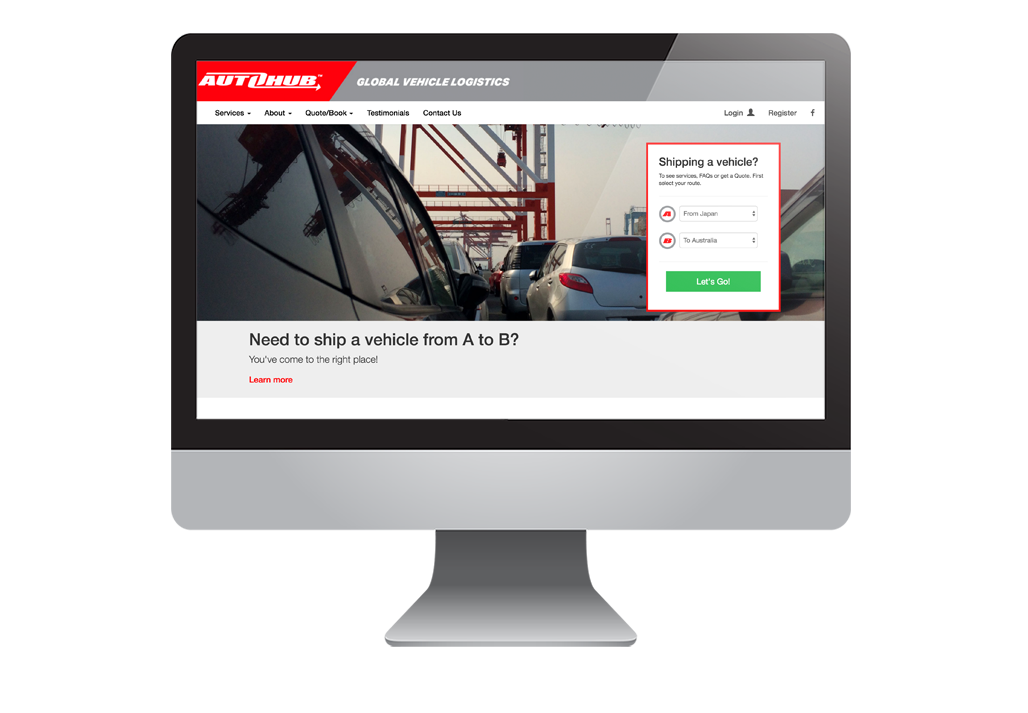 AUTOHUB™
GLOBAL VEHICLE LOGISTICS
Services
About
Quote/Book
Testimonials
Contact Us
Login
Register
f
Shipping a vehicle?
To see services, FAQs or get a Quote. First
select your route.
A
From Japan
B
To Australia
Let's Go!
Need to ship a vehicle from A to B?
You've come to the right place!
Learn more